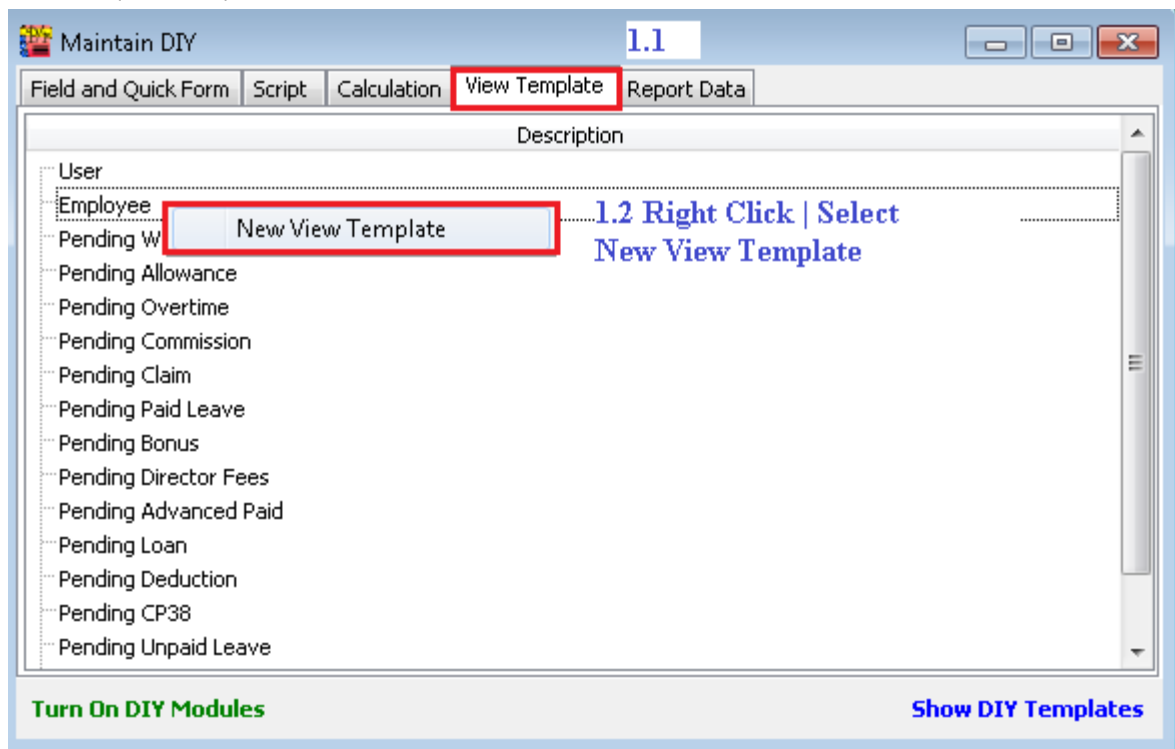 Maintain DIY
1.1
Field and Quick Form Script Calculation View Template Report Data
Description
User
Employee
New View Template
1.2 Right Click | Select
New View Template
Pending W
Pending Allowance
Pending Overtime
Pending Commission
Pending Claim
Pending Paid Leave
Pending Bonus
Pending Director Fees
Pending Advanced Paid
Pending Loan
Pending Deduction
Pending CP38
Pending Unpaid Leave
Turn On DIY Modules
Show DIY Templates